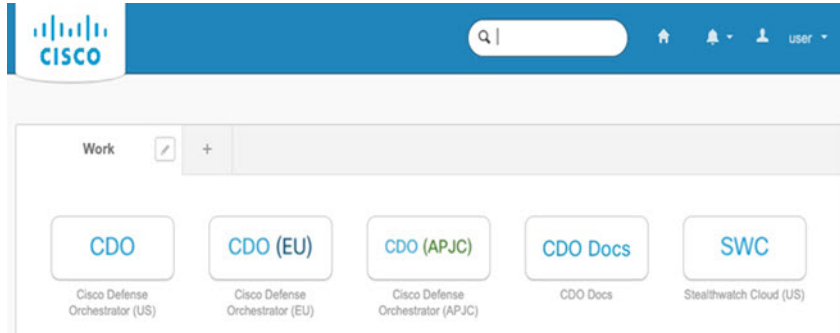 CISCO
user
Work
+
CDO
CDO (EU)
CDO (APJC)
CDO Docs
SWC
Cisco Defense
Orchestrator (US)
Cisco Defense
Orchestrator (EU)
Cisco Defense
Orchestrator (APJC)
CDO Docs
Stealthwatch Cloud (US)